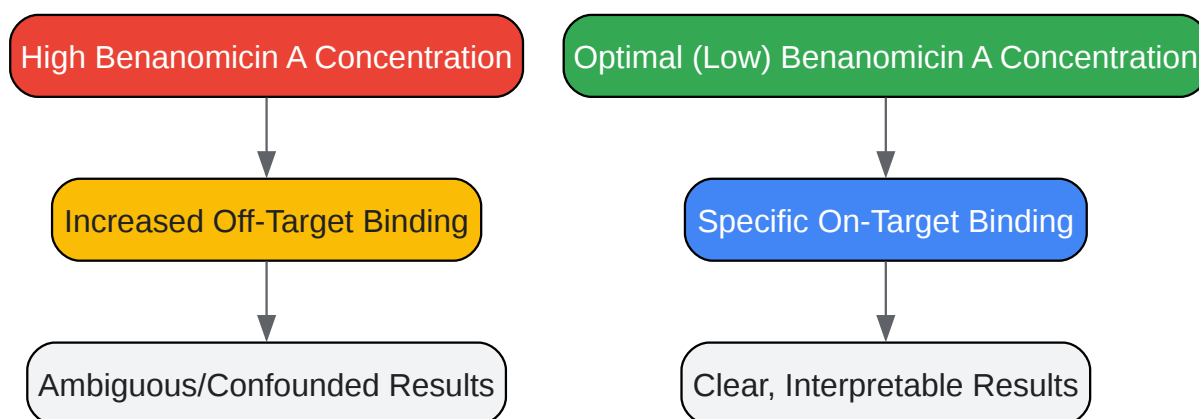 High Benanomicin A Concentration
Optimal (Low) Benanomicin A Concentration
Increased Off-Target Binding
Specific On-Target Binding
Ambiguous/Confounded Results
Clear, Interpretable Results